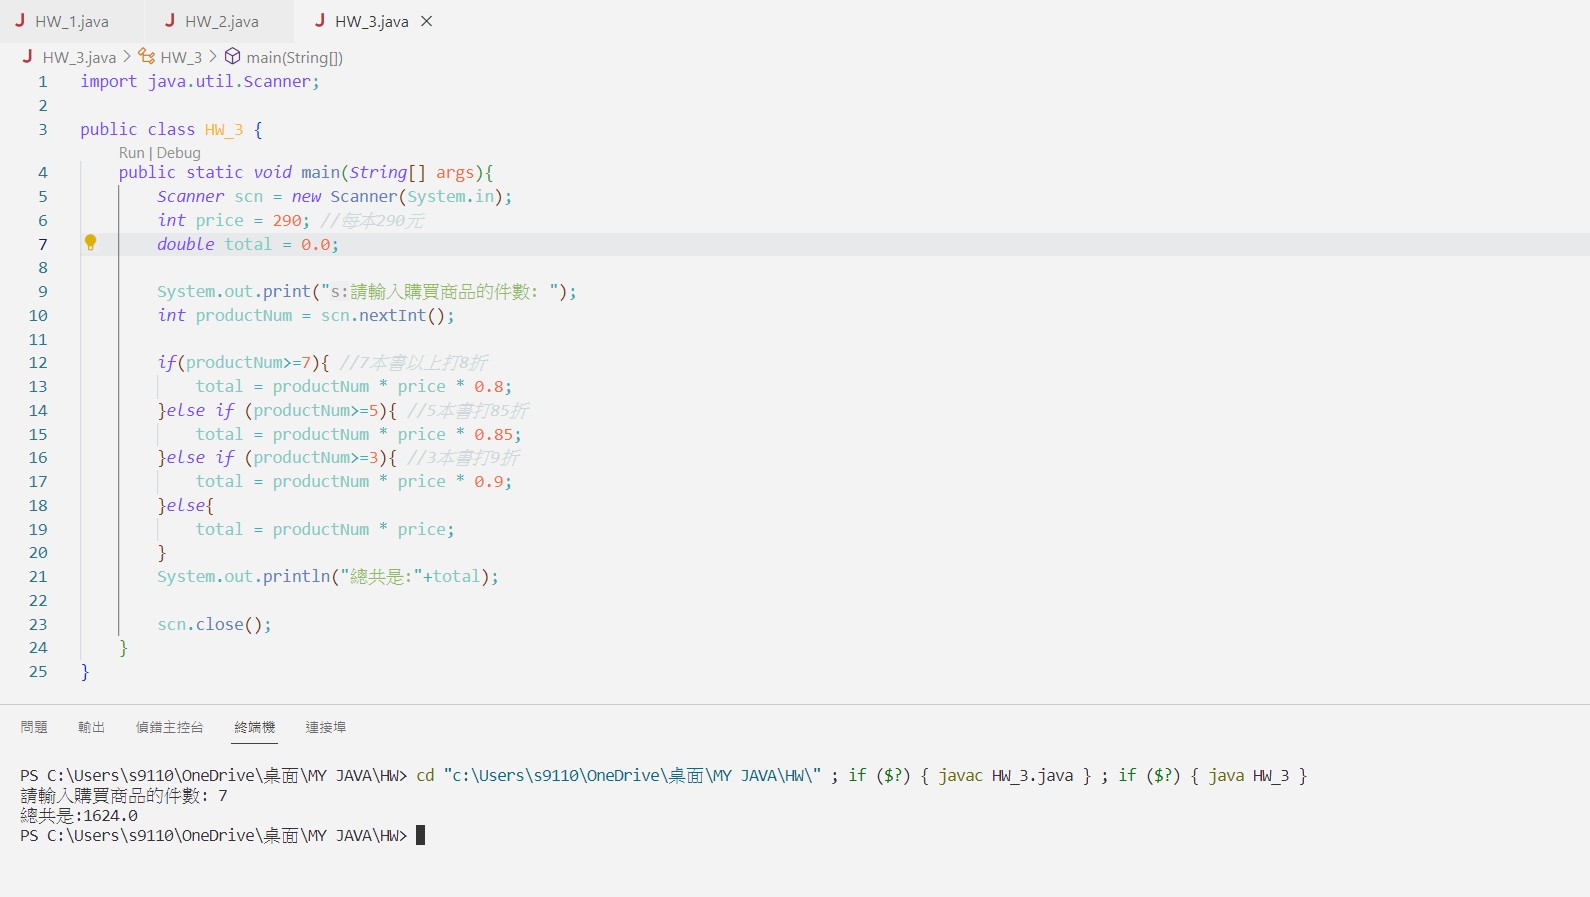 J HW_1.java J HW_2.java J HW_3.java ×
J HW_3.java > HW_3 > main(String[])
1 import java.util.Scanner;
2
3 public class HW_3 {
Run | Debug
4 public static void main(String[] args){
5 Scanner scn = new Scanner(System.in);
6 int price = 290; //每本290元
7 double total = 0.0;
8
9 System.out.print("s:請輸入購買商品的件數: ");
10 int productNum = scn.nextInt();
11
12 if(productNum>=7){ //7本書以上打8折
13 total = productNum * price * 0.8;
14 }else if (productNum>=5){ //5本書打85折
15 total = productNum * price * 0.85;
16 }else if (productNum>=3){ //3本書打9折
17 total = productNum * price * 0.9;
18 }else{
19 total = productNum * price;
20 }
21 System.out.println("總共是:"+total);
22
23 scn.close();
24 }
25 }
問題 輸出 偵錯主控台 終端機 連接埠
PS C:\Users\s9110\OneDrive\桌面\MY JAVA\HW> cd "c:\Users\s9110\OneDrive\桌面\MY JAVA\HW\" ; if ($?) { javac HW_3.java } ; if ($?) { java HW_3 }
請輸入購買商品的件數: 7
總共是:1624.0
PS C:\Users\s9110\OneDrive\桌面\MY JAVA\HW>